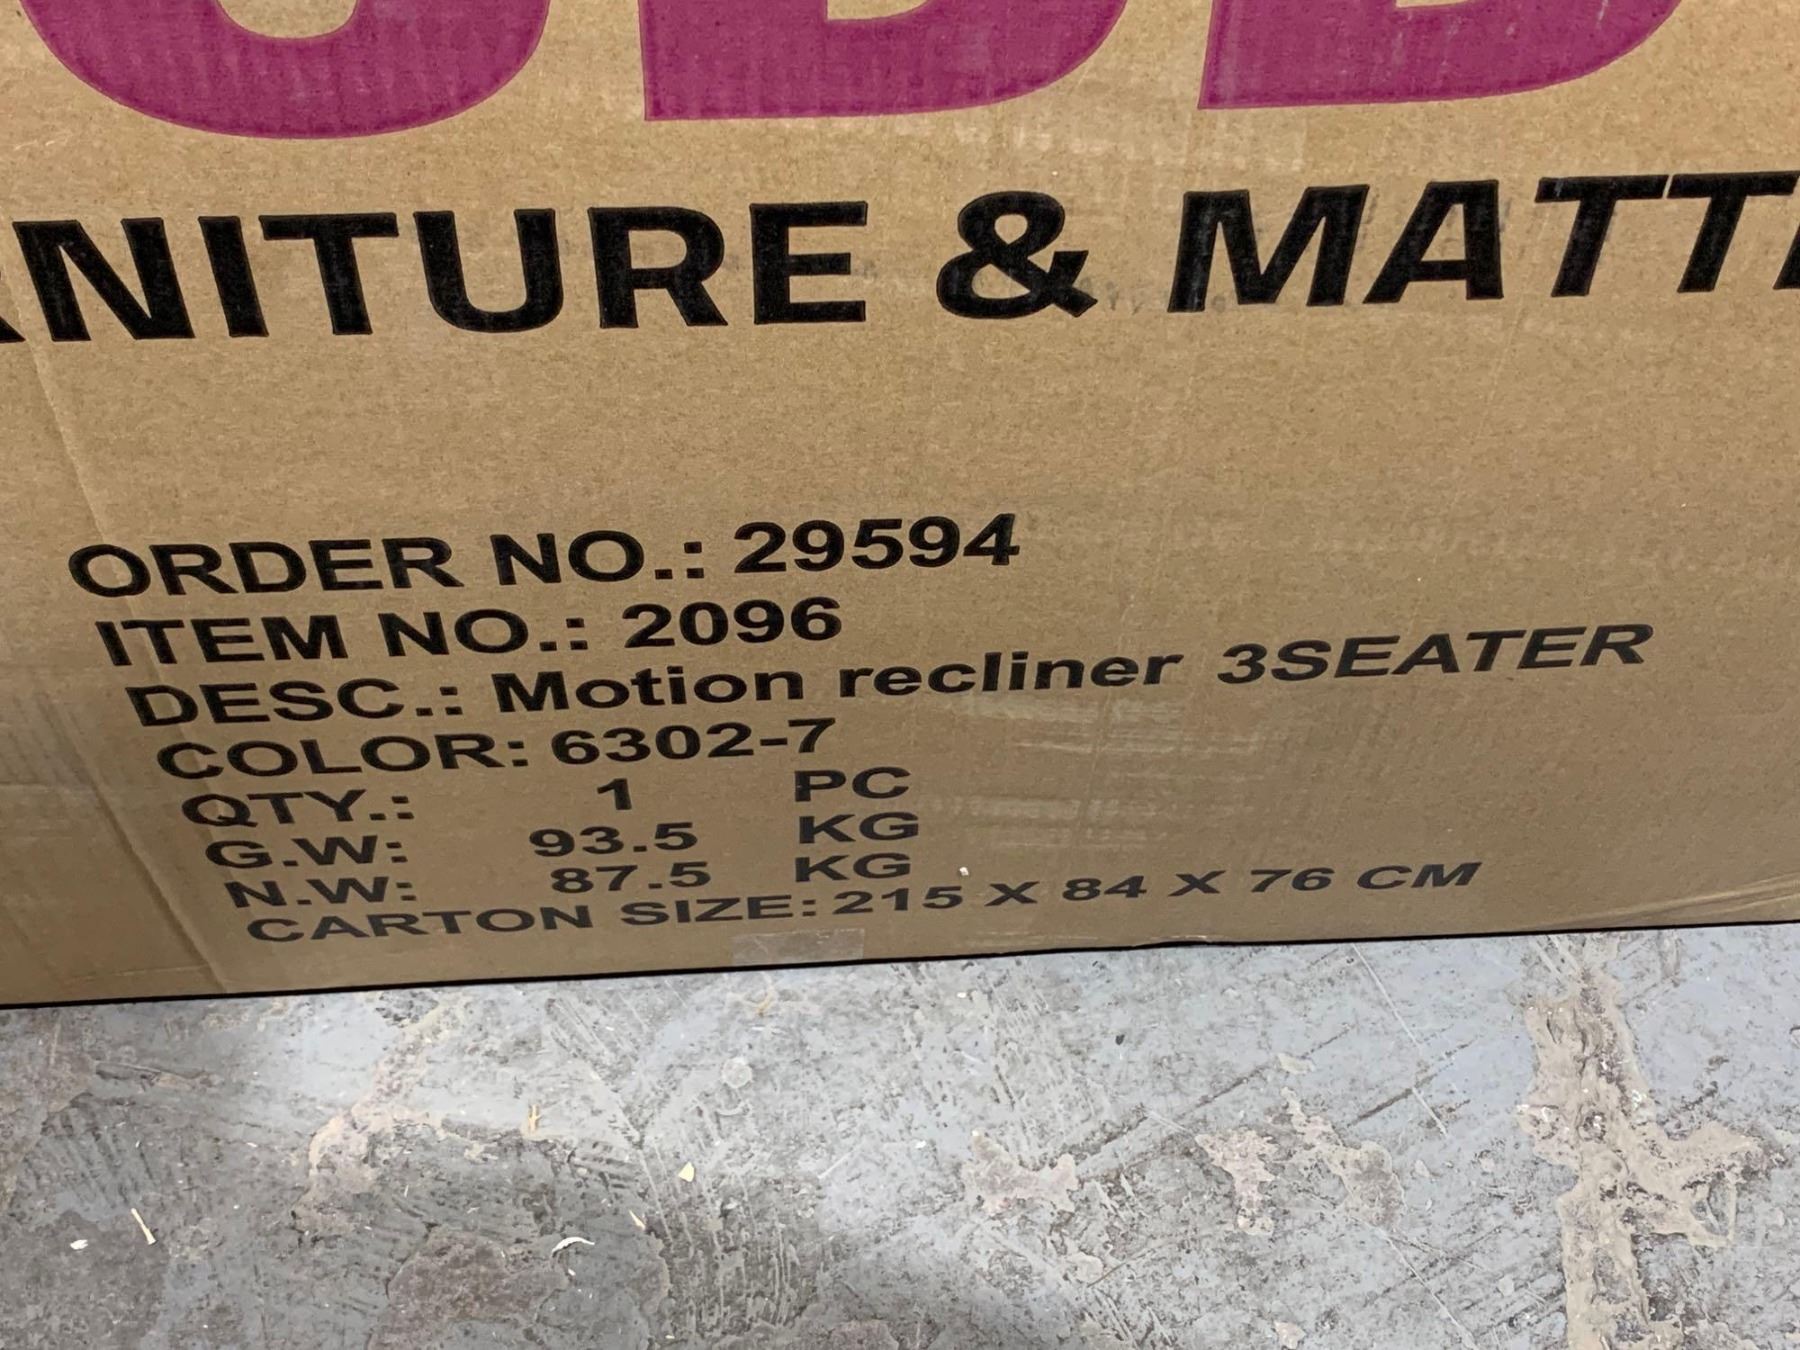 NITURE & MATT
ORDER NO.: 29594
ITEM NO.: 2096
DESC.: Motion recliner 3SEATER
COLOR: 6302-7
QTY.: 1 PC
G.W: 93.5 KG
N.W: 87.5 KG
CARTON SIZE: 215 X 84 X 76 CM